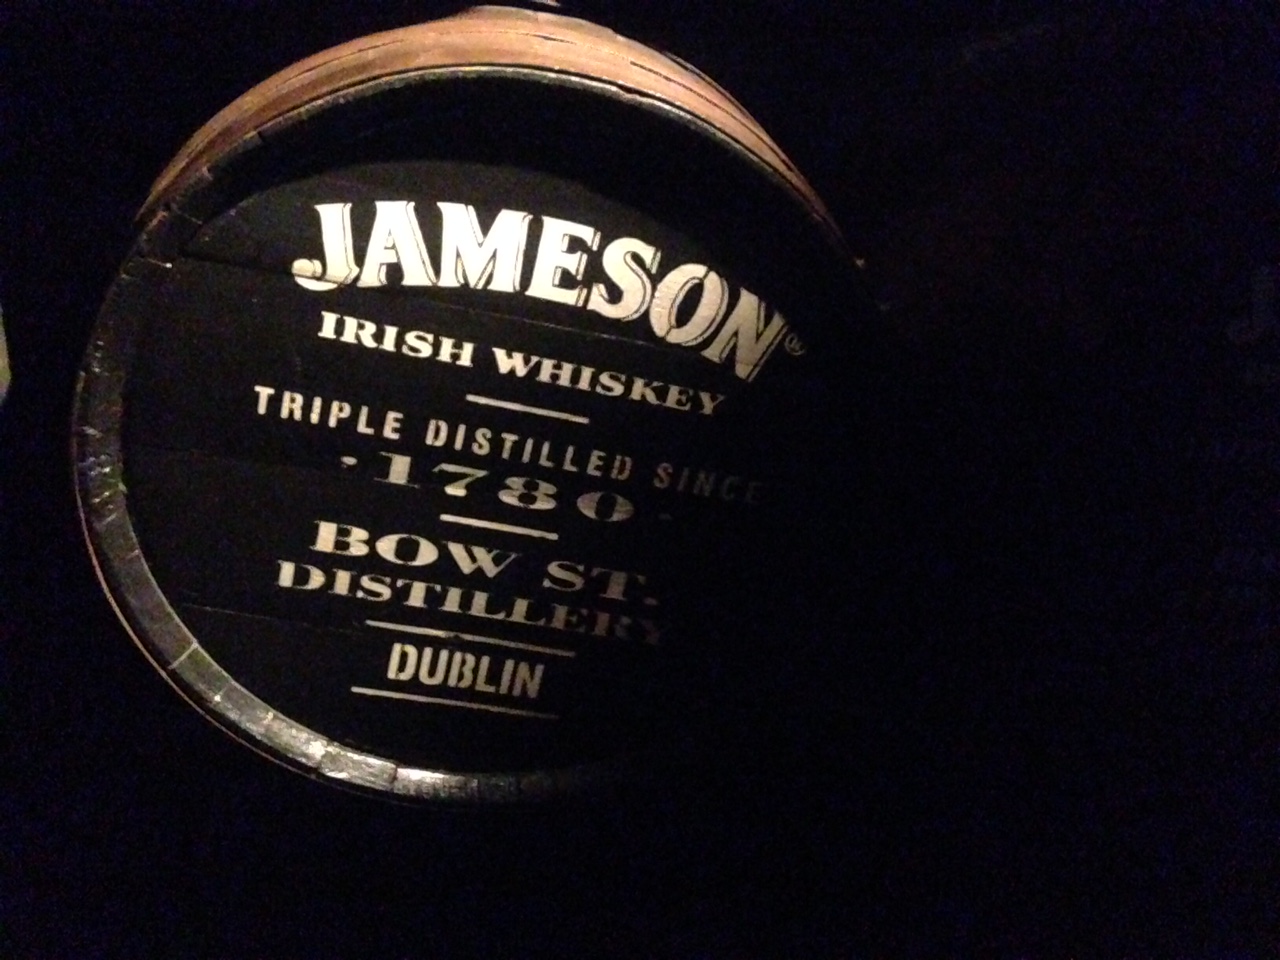 JAMESON®
IRISH WHISKEY
TRIPLE DISTILLED SINCE
·1780·
BOW ST.
DISTILLERY
DUBLIN